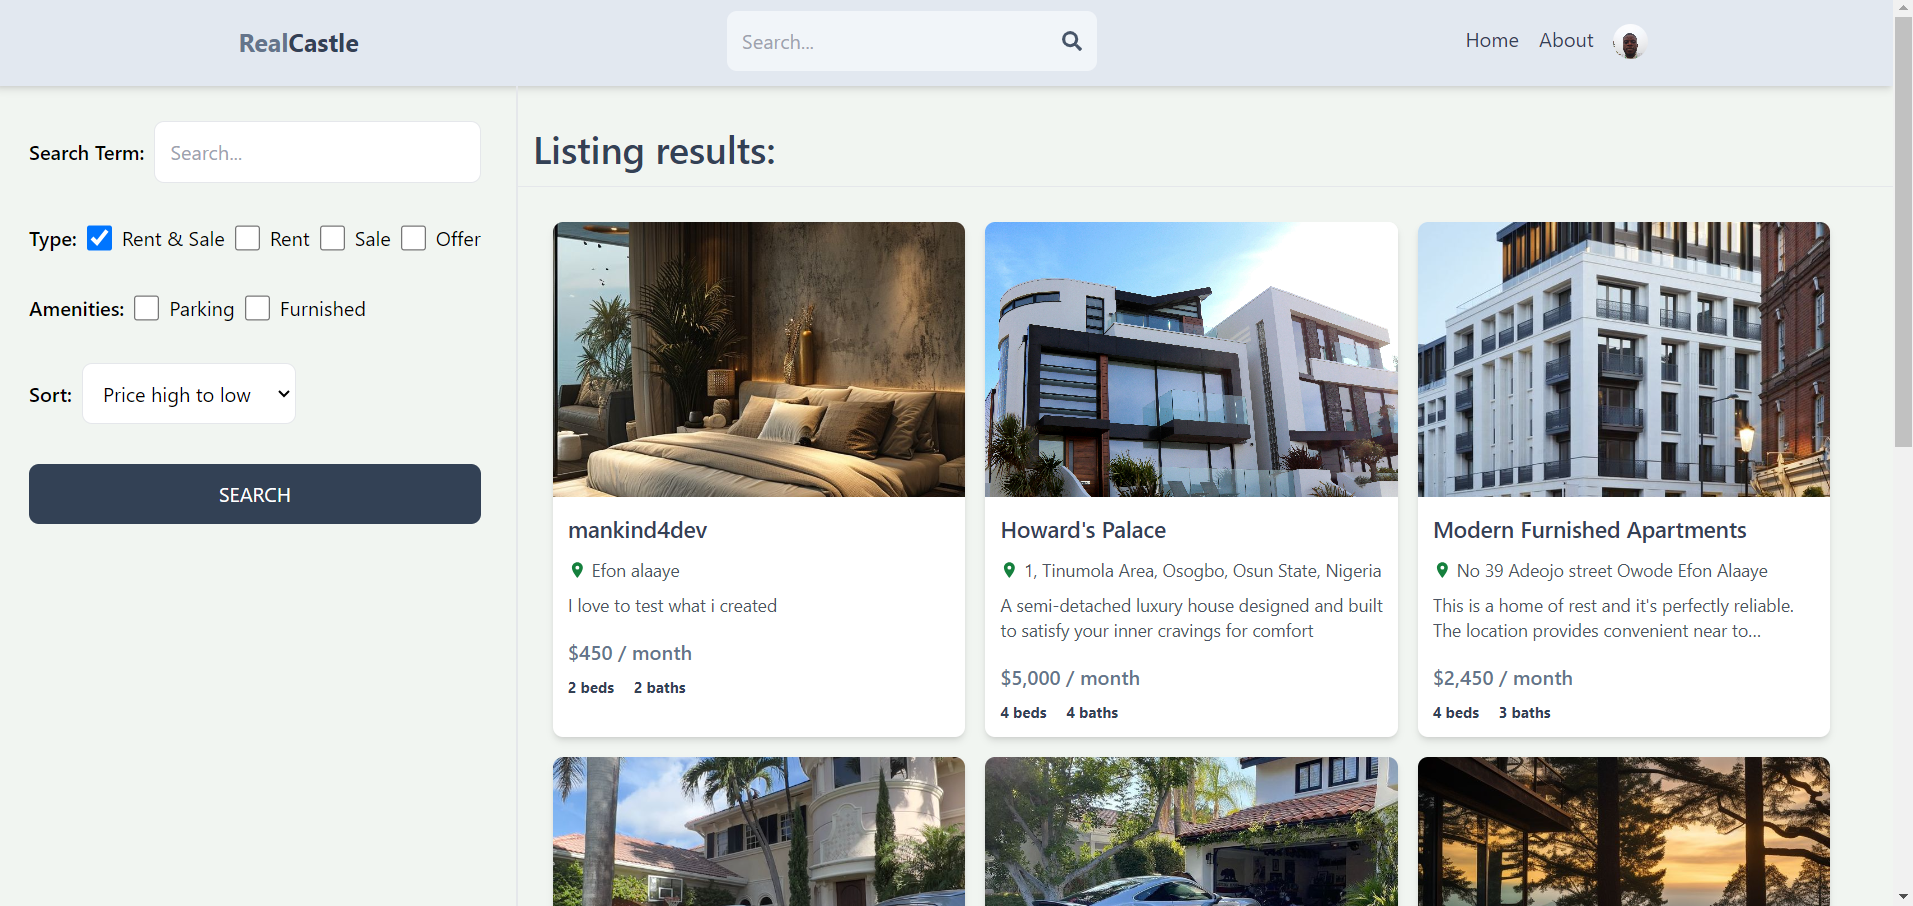 RealCastle
Search...
Home About
Search Term: Search...
Type: Rent & Sale Rent Sale Offer
Amenities: Parking Furnished
Sort: Price high to low
SEARCH
Listing results:
mankind4dev
Efon alaaye
I love to test what i created
$450 / month
2 beds 2 baths
Howard's Palace
1, Tinumola Area, Osogbo, Osun State, Nigeria
A semi-detached luxury house designed and built
to satisfy your inner cravings for comfort
$5,000 / month
4 beds 4 baths
Modern Furnished Apartments
No 39 Adeojo street Owode Efon Alaaye
This is a home of rest and it's perfectly reliable.
The location provides convenient near to...
$2,450 / month
4 beds 3 baths